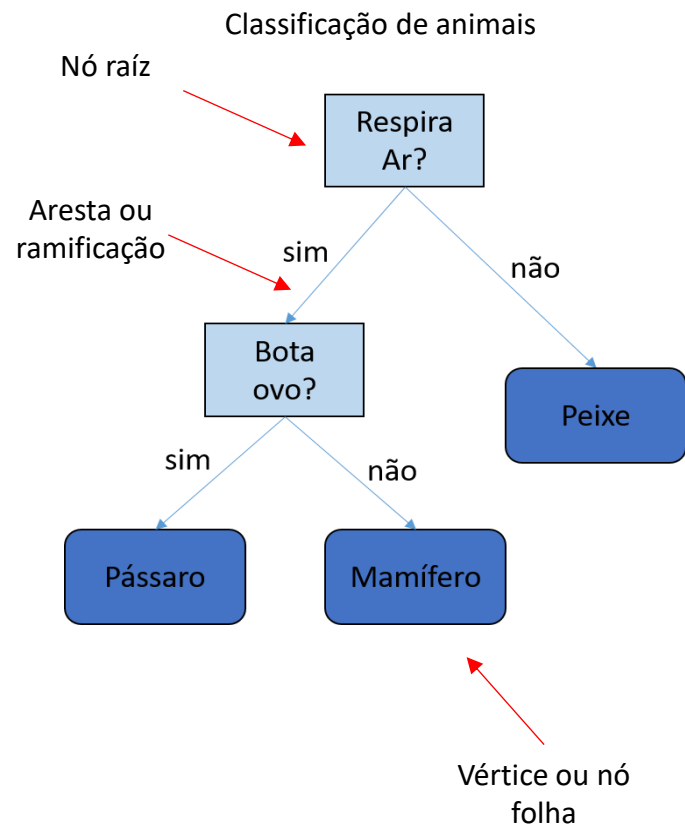 Classificação de animais
Nó raíz
Respira
Ar?
Aresta ou
ramificação
sim
não
Bota
ovo?
Peixe
sim
não
Pássaro
Mamífero
Vértice ou nó
folha